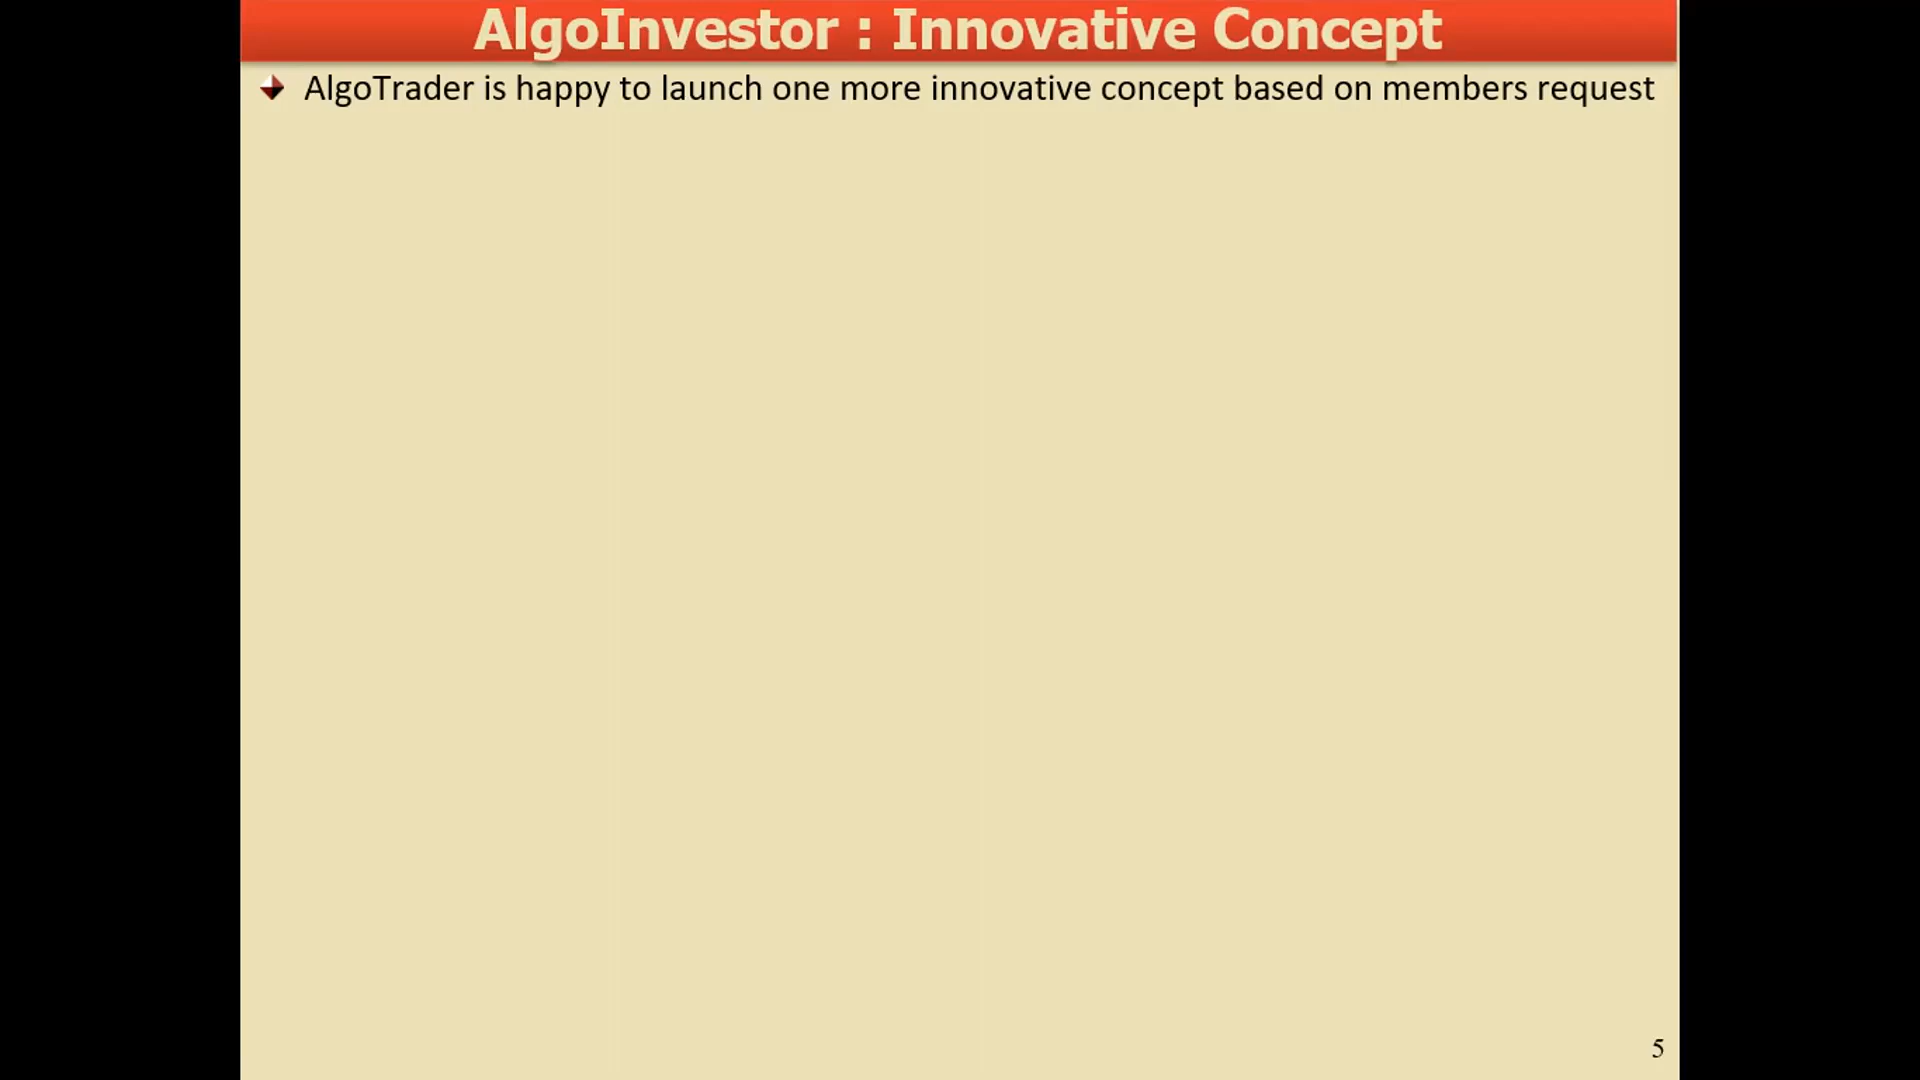 AlgoInvestor : Innovative Concept
AlgoTrader is happy to launch one more innovative concept based on members request
5